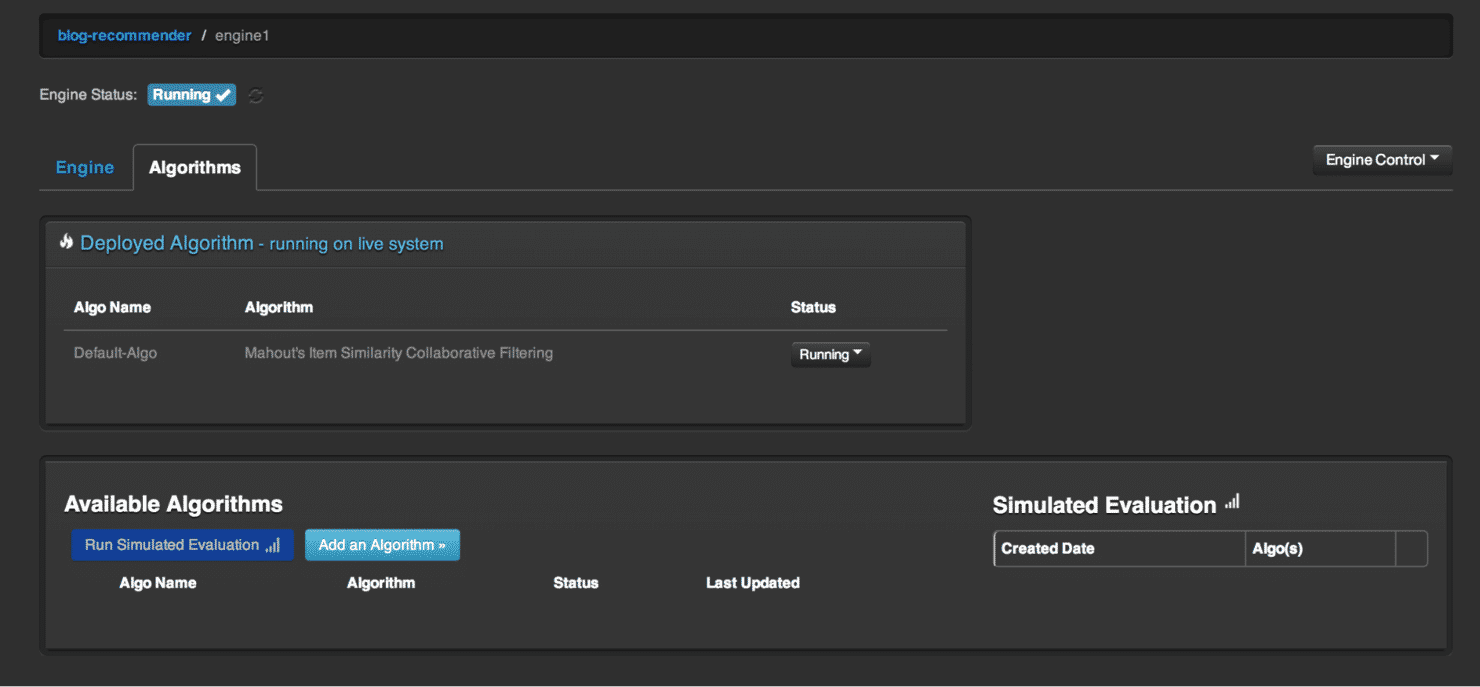 blog-recommender / engine1
Engine Status: Running
Engine Algorithms Engine Control
Deployed Algorithm - running on live system
Algo Name Algorithm Status
Default-Algo Mahout's Item Similarity Collaborative Filtering Running
Available Algorithms
Run Simulated Evaluation Add an Algorithm »
Algo Name Algorithm Status Last Updated
Simulated Evaluation
Created Date Algo(s)